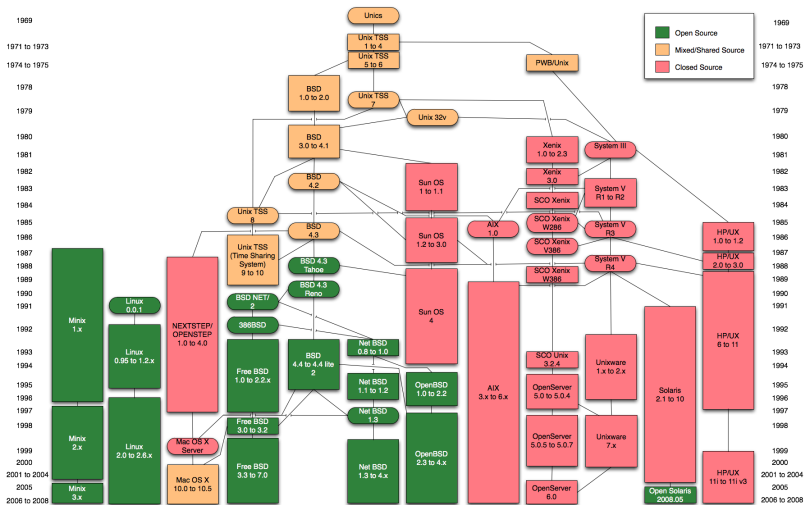 1969
1971 to 1973
1974 to 1975
1978
1979
1980
1981
1982
1983
1984
1985
1986
1987
1988
1989
1990
1991
1992
1993
1994
1995
1996
1997
1998
1999
2000
2001 to 2004
2005
2006 to 2008
Unics
Unix TSS
1 to 4
Unix TSS
5 to 6
PWB/Unix
BSD
1.0 to 2.0
Unix TSS
7
Unix 32v
BSD
3.0 to 4.1
Xenix
1.0 to 2.3
System III
Xenix
3.0
BSD
4.2
Sun OS
1 to 1.1
SCO Xenix
System V
R1 to R2
Unix TSS
8
BSD
4.3
Sun OS
1.2 to 3.0
AIX
1.0
SCO Xenix
W286
System V
R3
HP/UX
1.0 to 1.2
Unix TSS
(Time Sharing
System)
9 to 10
SCO Xenix
V386
BSD 4.3
Tahoe
System V
R4
HP/UX
2.0 to 3.0
SCO Xenix
W386
BSD 4.3
Reno
BSD NET/
2
386BSD
Minix
1.x
Linux
0.0.1
NEXTSTEP/
OPENSTEP
1.0 to 4.0
Sun OS
4
HP/UX
6 to 11
Linux
0.95 to 1.2.x
Free BSD
1.0 to 2.2.x
BSD
4.4 to 4.4 lite
2
Net BSD
0.8 to 1.0
SCO Unix
3.2.4
Unixware
1.x to 2.x
Net BSD
1.1 to 1.2
OpenBSD
1.0 to 2.2
AIX
3.x to 6.x
OpenServer
5.0 to 5.0.4
Solaris
2.1 to 10
Net BSD
1.3
Minix
2.x
Linux
2.0 to 2.6.x
Mac OS X
Server
Free BSD
3.0 to 3.2
OpenServer
5.0.5 to 5.0.7
Unixware
7.x
Mac OS X
10.0 to 10.5
Free BSD
3.3 to 7.0
Net BSD
1.3 to 4.x
OpenBSD
2.3 to 4.x
HP/UX
11i to 11i v3
Minix
3.x
OpenServer
6.0
Open Solaris
2008.05
Open Source
Mixed/Shared Source
Closed Source
1969
1971 to 1973
1974 to 1975
1978
1979
1980
1981
1982
1983
1984
1985
1986
1987
1988
1989
1990
1991
1992
1993
1994
1995
1996
1997
1998
1999
2000
2001 to 2004
2005
2006 to 2008